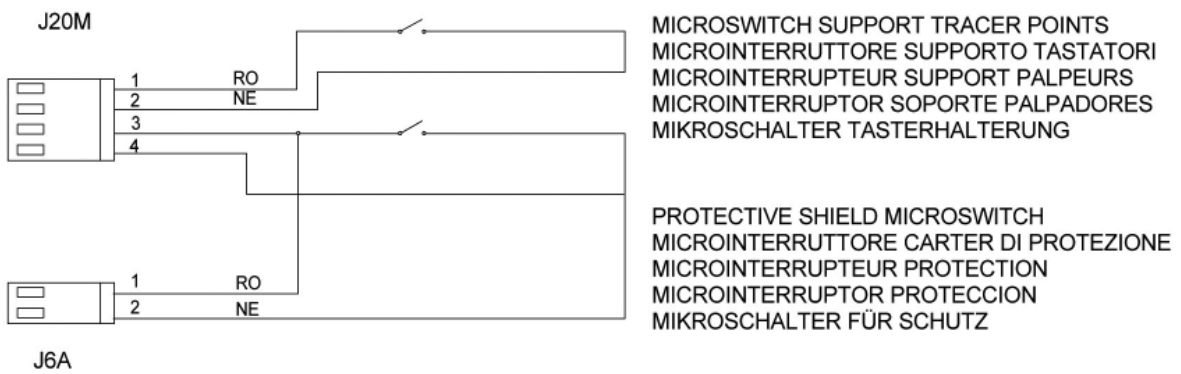 J20M
1 RO
2 NE
3
4
MICROSWITCH SUPPORT TRACER POINTS
MICROINTERRUTTORE SUPPORTO TASTATORI
MICROINTERRUPTEUR SUPPORT PALPEURS
MICROINTERRUPTOR SOPORTE PALPADORES
MIKROSCHALTER TASTERHALTERUNG
PROTECTIVE SHIELD MICROSWITCH
MICROINTERRUTTORE CARTER DI PROTEZIONE
MICROINTERRUPTEUR PROTECTION
MICROINTERRUPTOR PROTECCION
MIKROSCHALTER FÜR SCHUTZ
1 RO
2 NE
J6A